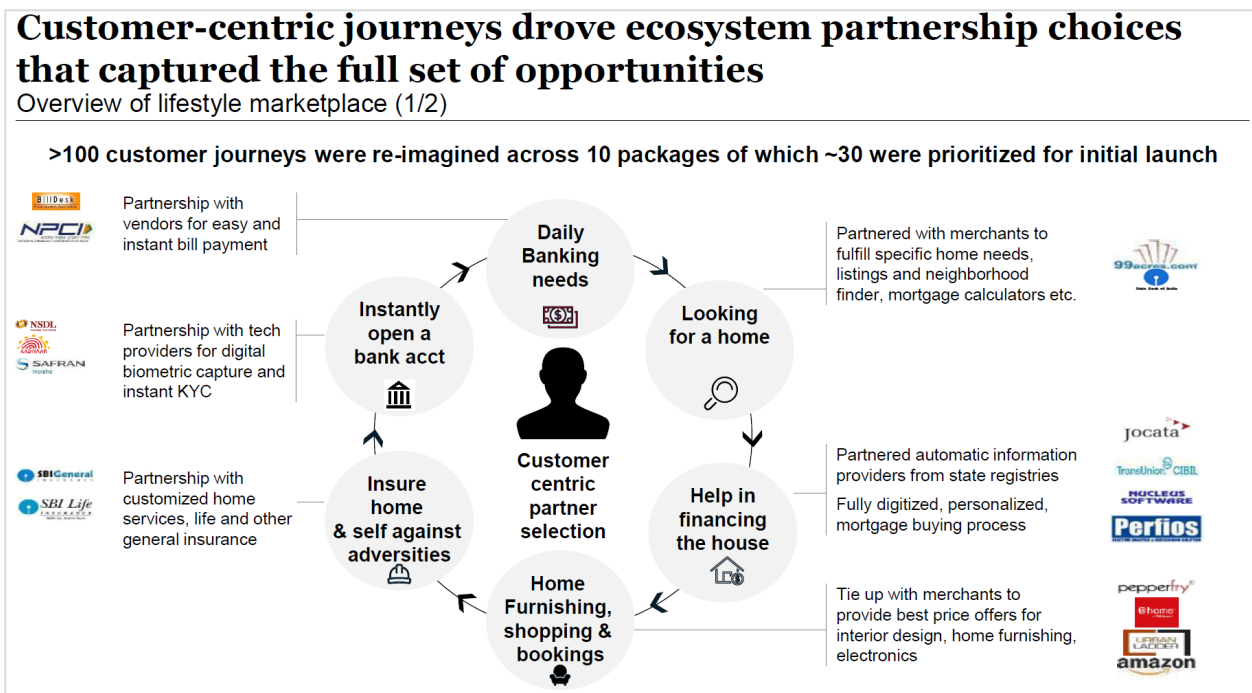 Customer-centric journeys drove ecosystem partnership choices
that captured the full set of opportunities
Overview of lifestyle marketplace (1/2)
>100 customer journeys were re-imagined across 10 packages of which ~30 were prioritized for initial launch
BillDesk
NPCI
Partnership with
vendors for easy and
instant bill payment
Daily
Banking
needs
Partnered with merchants to
fulfill specific home needs,
listings and neighborhood
finder, mortgage calculators etc.
99acres.com
State Bank of India
Instantly
open a
bank acct
Looking
for a home
NSDL
AADHAAR
SAFRAN
Morpho
Partnership with tech
providers for digital
biometric capture and
instant KYC
Customer
centric
partner
selection
Jocata
TransUnion CIBIL
NUCLEUS
SOFTWARE
Perfios
Partnered automatic information
providers from state registries
Fully digitized, personalized,
mortgage buying process
SBI General
INSURANCE
SBI Life
INSURANCE
Partnership with
customized home
services, life and other
general insurance
Insure
home
& self against
adversities
Help in
financing
the house
Home
Furnishing,
shopping &
bookings
Tie up with merchants to
provide best price offers for
interior design, home furnishing,
electronics
pepperfry
@home
URBAN
LADDER
amazon